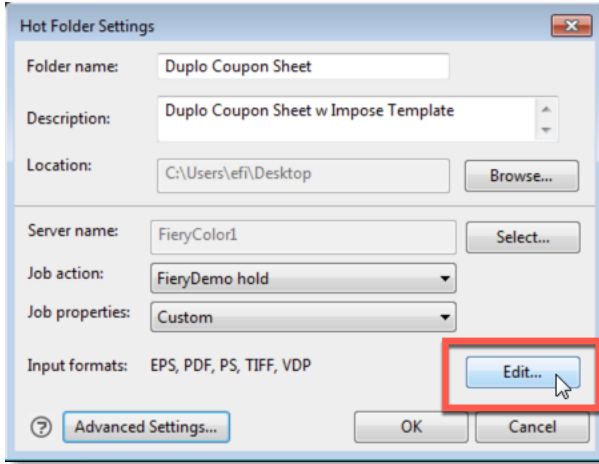 Hot Folder Settings
Folder name: Duplo Coupon Sheet
Description: Duplo Coupon Sheet w Impose Template
Location: C:\Users\efi\Desktop Browse...
Server name: FieryColor1 Select...
Job action: FieryDemo hold
Job properties: Custom
Input formats: EPS, PDF, PS, TIFF, VDP Edit...
? Advanced Settings... OK Cancel